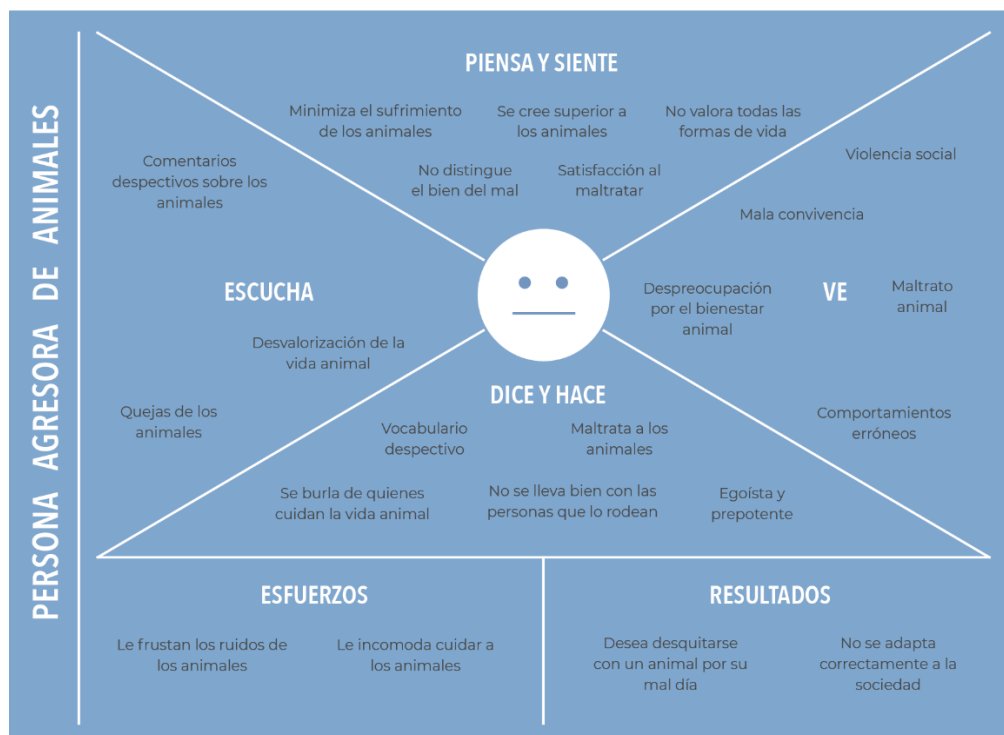 PERSONA AGRESORA DE ANIMALES
PIENSA Y SIENTE
Minimiza el sufrimiento
de los animales
Se cree superior a
los animales
No valora todas las
formas de vida
No distingue
el bien del mal
Satisfacción al
maltratar
Comentarios
despectivos sobre los
animales
ESCUCHA
Desvalorización de la
vida animal
Quejas de los
animales
Violencia social
Mala convivencia
Despreocupación
por el bienestar
animal
VE
Maltrato
animal
Comportamientos
erróneos
DICE Y HACE
Vocabulario
despectivo
Maltrata a los
animales
Se burla de quienes
cuidan la vida animal
No se lleva bien con las
personas que lo rodean
Egoísta y
prepotente
ESFUERZOS
Le frustan los ruidos de
los animales
Le incomoda cuidar a
los animales
RESULTADOS
Desea desquitarse
con un animal por su
mal día
No se adapta
correctamente a la
sociedad